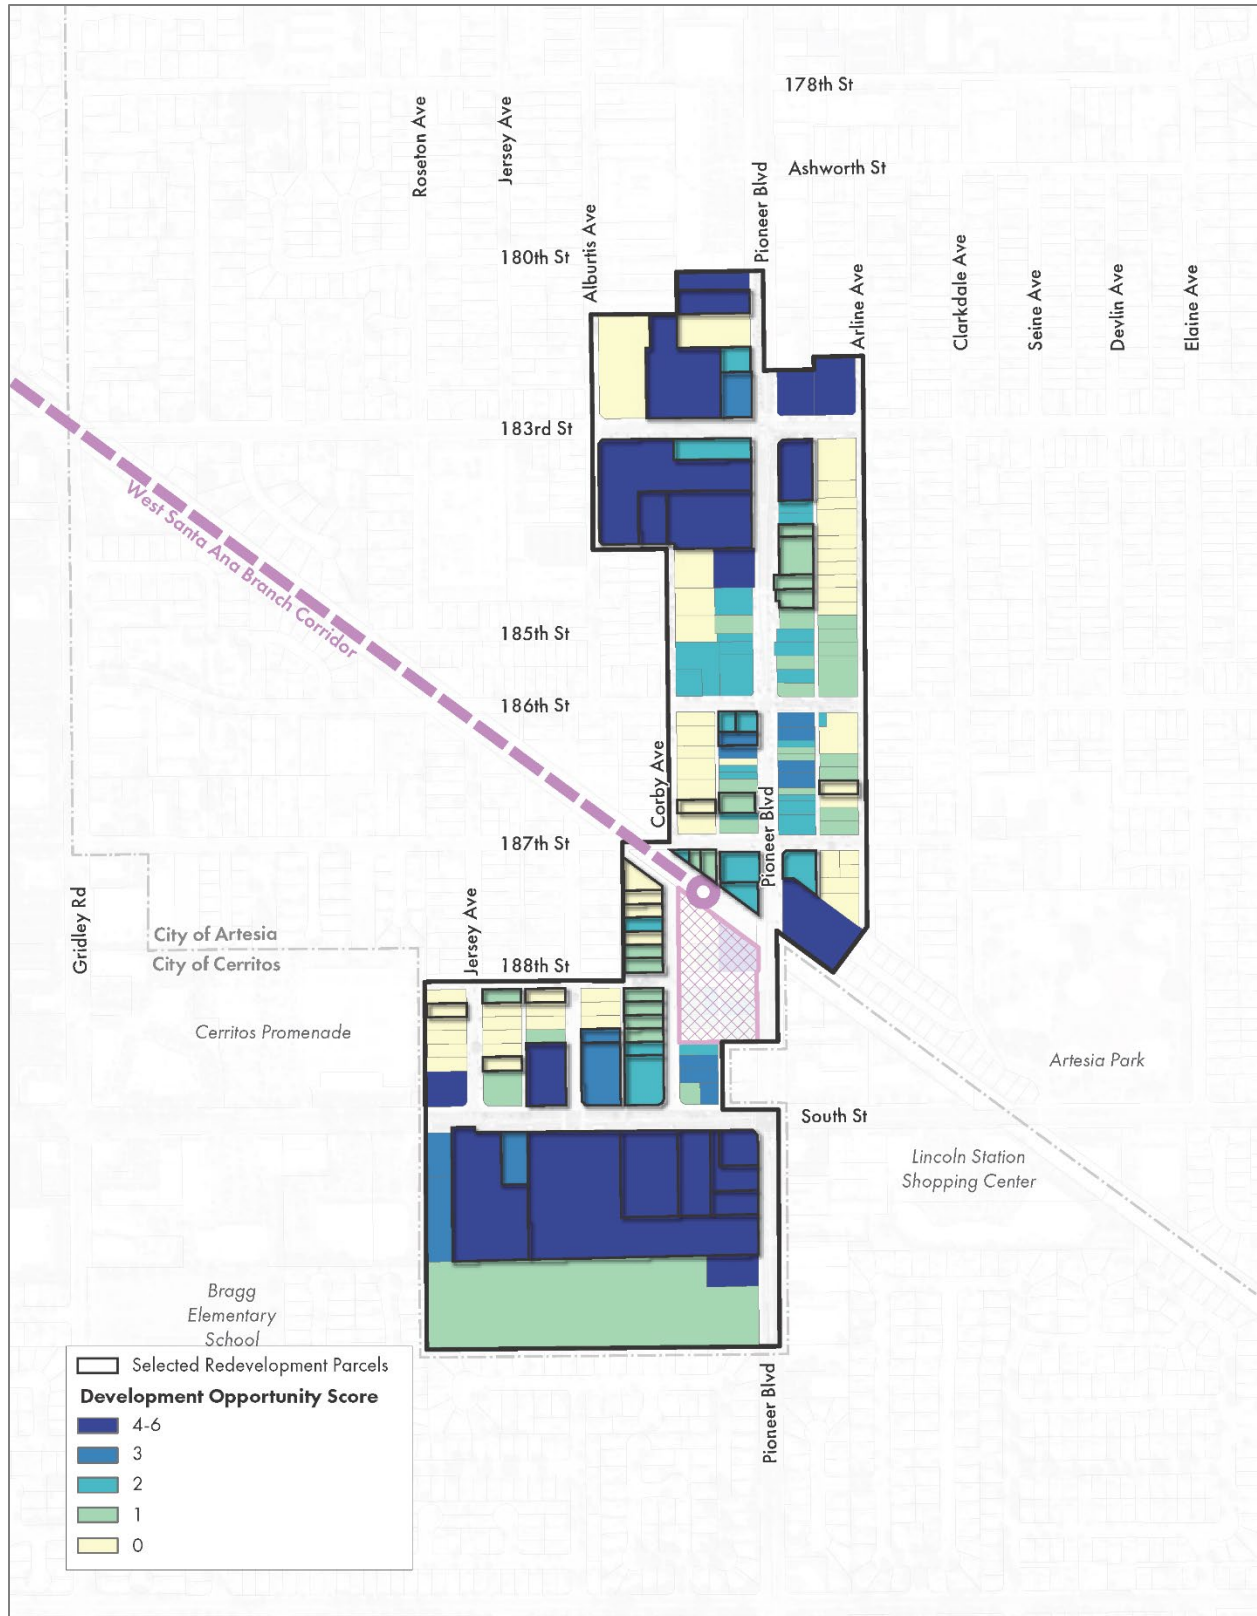 178th St
Roseton Ave
Jersey Ave
Pioneer Blvd
Ashworth St
Alburtis Ave
180th St
Arline Ave
Clarkdale Ave
Seine Ave
Devlin Ave
Elaine Ave
183rd St
West Santa Ana Branch Corridor
185th St
186th St
Corby Ave
Pioneer Blvd
187th St
Gridley Rd
Jersey Ave
City of Artesia
City of Cerritos
188th St
Cerritos Promenade
Artesia Park
South St
Lincoln Station
Shopping Center
Bragg
Elementary
School
Pioneer Blvd
Selected Redevelopment Parcels
Development Opportunity Score
4-6
3
2
1
0